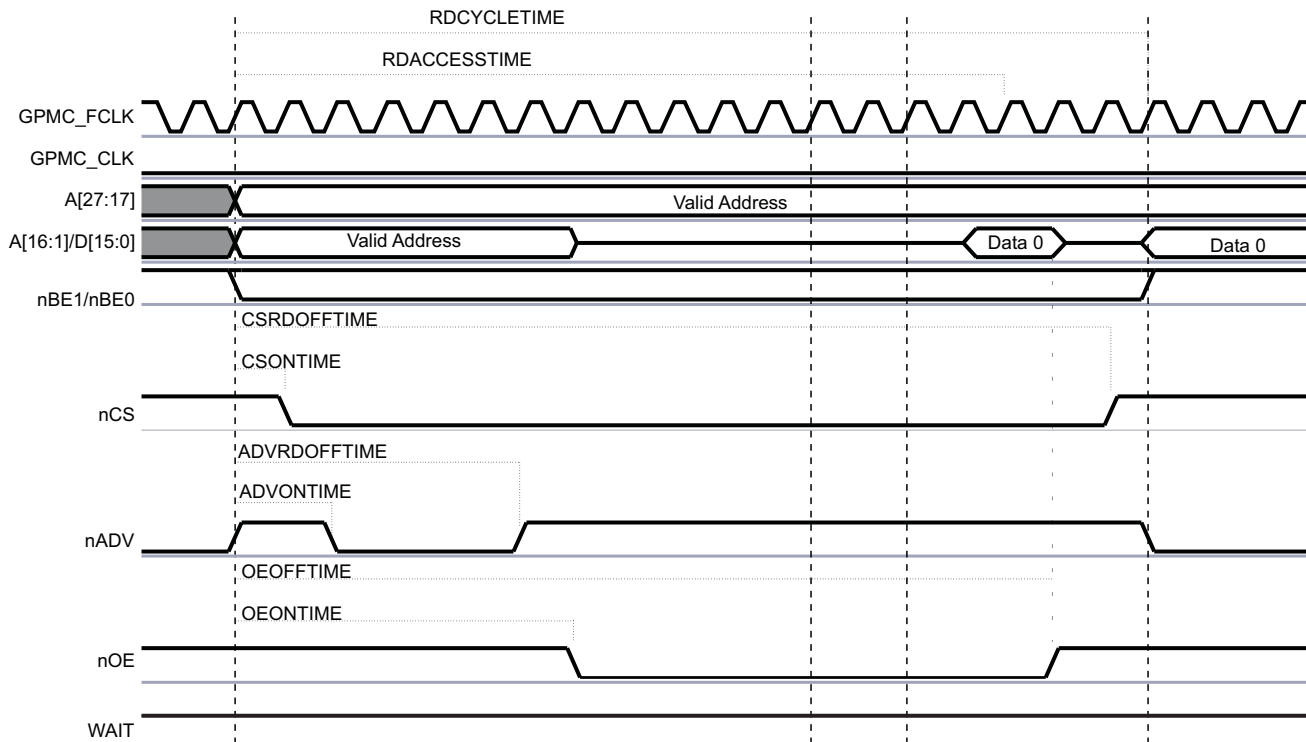 RDCYCLETIME
RDACCESSTIME
GPMC_FCLK
GPMC_CLK
A[27:17]
Valid Address
A[16:1]/D[15:0]
Valid Address
Data 0
Data 0
nBE1/nBE0
CSRDOFFTIME
CSONTIME
nCS
ADVRDOFFTIME
ADVONTIME
nADV
OEOFFTIME
OEONTIME
nOE
WAIT